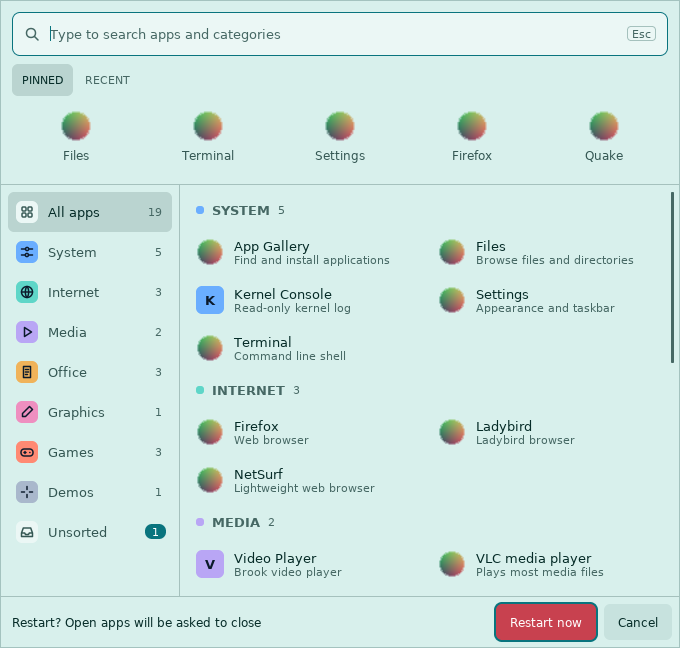 Type to search apps and categories Esc
PINNED RECENT
Files Terminal Settings Firefox Quake
All apps 19
System 5
Internet 3
Media 2
Office 3
Graphics 1
Games 3
Demos 1
Unsorted 1
SYSTEM 5
App Gallery
Find and install applications
Files
Browse files and directories
K
Kernel Console
Read-only kernel log
Settings
Appearance and taskbar
Terminal
Command line shell
INTERNET 3
Firefox
Web browser
Ladybird
Ladybird browser
NetSurf
Lightweight web browser
MEDIA 2
V
Video Player
Brook video player
VLC media player
Plays most media files
Restart? Open apps will be asked to close
Restart now
Cancel